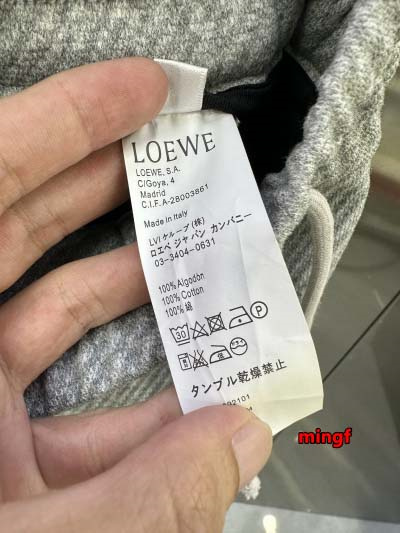 LOEWE
LOEWE, S.A.
C/Goya, 4
Madrid
C.I.F. A-28003861
Made in Italy
LVJ グループ (株)
ロエベ ジャパン カンパニー
03-3404-0631
100% Algodón
100% Cotton
100% 綿
30
P
タンブル乾燥禁止
92101
mingf